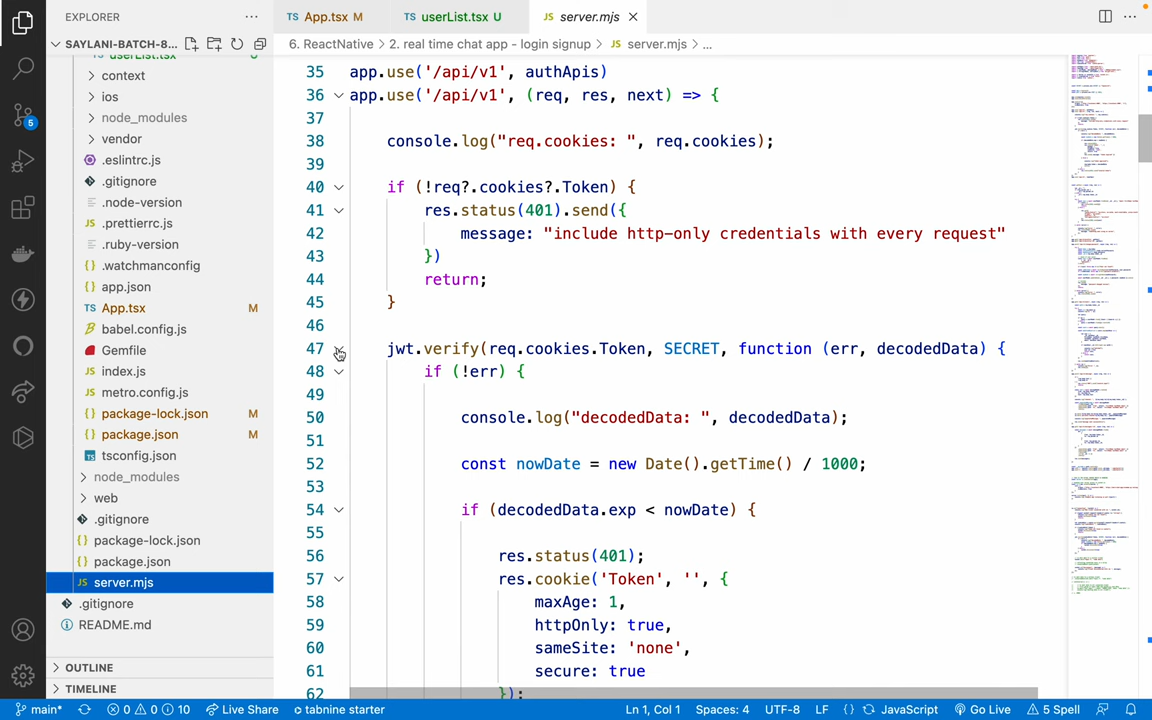 EXPLORER
SAYLANI-BATCH-8...
userList.tsx U
context
ios
node_modules
vendor
.eslintrc.js
.gitignore
.node-version
.prettierrc.js
.ruby-version
.watchmanconfig
app.json
App.tsx M
babel.config.js
Gemfile
index.js
metro.config.js
package-lock.json M
package.json M
tsconfig.json
node_modules
web
.gitignore
package-lock.json
package.json
server.mjs
.gitignore
README.md
OUTLINE
TIMELINE
5
App.tsx M
userList.tsx U
server.mjs
6. ReactNative > 2. real time chat app - login signup > JS server.mjs > ...
35 app.use('/api/v1', authApis)
36 app.use('/api/v1', (req, res, next) => {
37
38 console.log("req.cookies: ", req.cookies);
39
40 if (!req?.cookies?.Token) {
41 res.status(401).send({
42 message: "include http-only credentials with every request"
43 })
44 return;
45 }
46
47 jwt.verify(req.cookies.Token, SECRET, function (err, decodedData) {
48 if (!err) {
49
50 console.log("decodedData: ", decodedData);
51
52 const nowDate = new Date().getTime() / 1000;
53
54 if (decodedData.exp < nowDate) {
55
56 res.status(401);
57 res.cookie('Token', '', {
58 maxAge: 1,
59 httpOnly: true,
60 sameSite: 'none',
61 secure: true
62 });
main* 0 0 10 Live Share tabnine starter Ln 1, Col 1 Spaces: 4 UTF-8 LF {} JavaScript Go Live 5 Spell